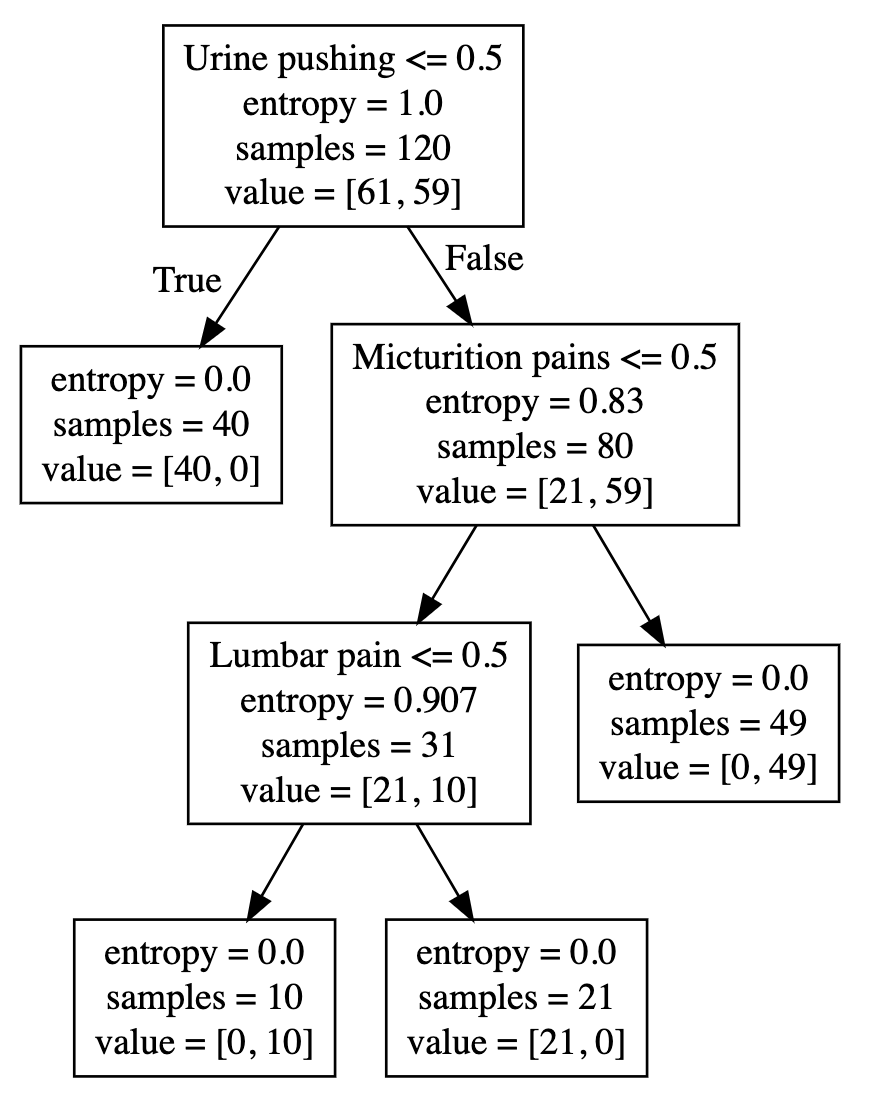 Urine pushing <= 0.5
entropy = 1.0
samples = 120
value = [61, 59]
True
False
entropy = 0.0
samples = 40
value = [40, 0]
Micturition pains <= 0.5
entropy = 0.83
samples = 80
value = [21, 59]
Lumbar pain <= 0.5
entropy = 0.907
samples = 31
value = [21, 10]
entropy = 0.0
samples = 49
value = [0, 49]
entropy = 0.0
samples = 10
value = [0, 10]
entropy = 0.0
samples = 21
value = [21, 0]